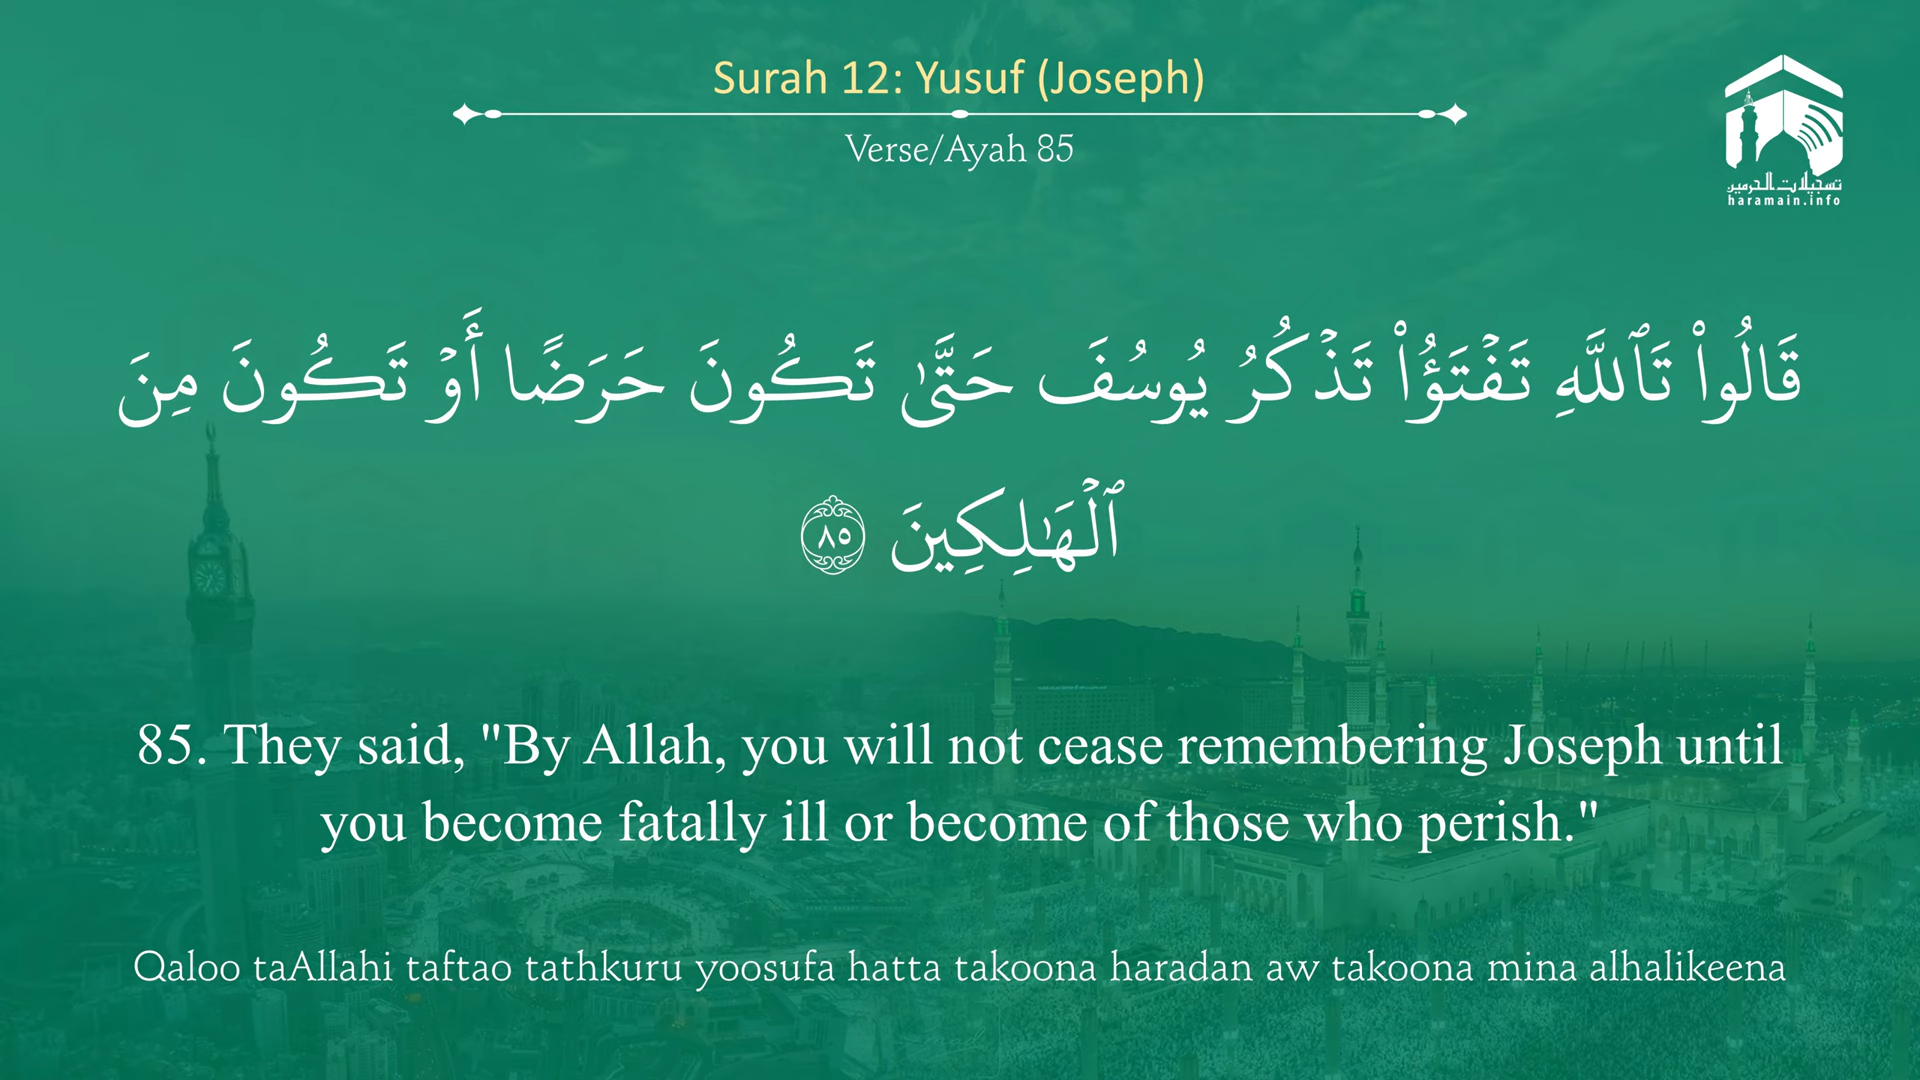 Surah 12: Yusuf (Joseph)
Verse/Ayah 85
تسجيلات الحرمين
haramain.info
قَالُوا۟ تَٱللَّهِ تَفْتَؤُا۟ تَذْكُرُ يُوسُفَ حَتَّىٰ تَكُونَ حَرَضًا أَوْ تَكُونَ مِنَ
ٱلْهَـٰلِكِينَ ٨٥
85. They said, "By Allah, you will not cease remembering Joseph until
you become fatally ill or become of those who perish."
Qaloo taAllahi taftao tathkuru yoosufa hatta takoona haradan aw takoona mina alhalikeena